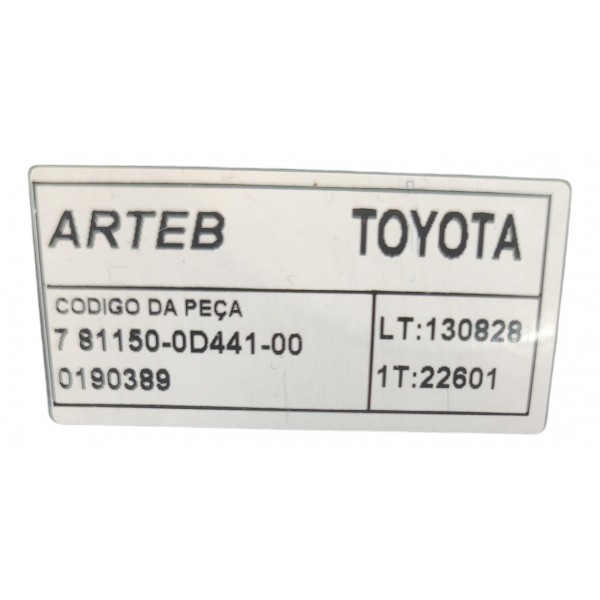 ARTEB TOYOTA
CODIGO DA PEÇA
7 81150-0D441-00
0190389
LT:130828
1T:22601